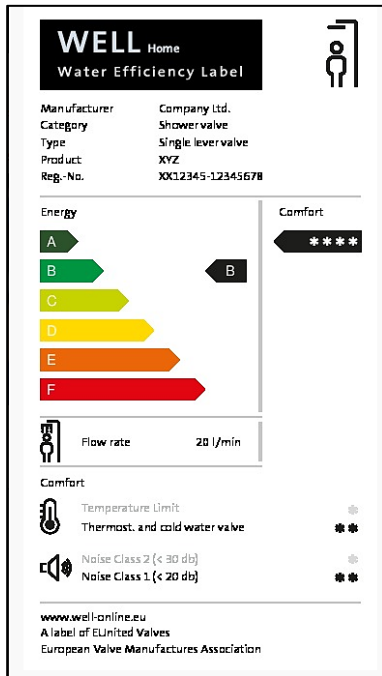 WELL Home
Water Efficiency Label
Manufacturer Company Ltd.
Category Shower valve
Type Single lever valve
Product XYZ
Reg.-No. XX12345-12345678
Energy
Comfort
A
****
B B
C
D
E
F
Flow rate 20 l/min
Comfort
Temperature Limit *
Thermost. and cold water valve **
Noise Class 2 (< 30 db) *
Noise Class 1 (< 20 db) **
www.well-online.eu
A label of EUnited Valves
European Valve Manufactures Association